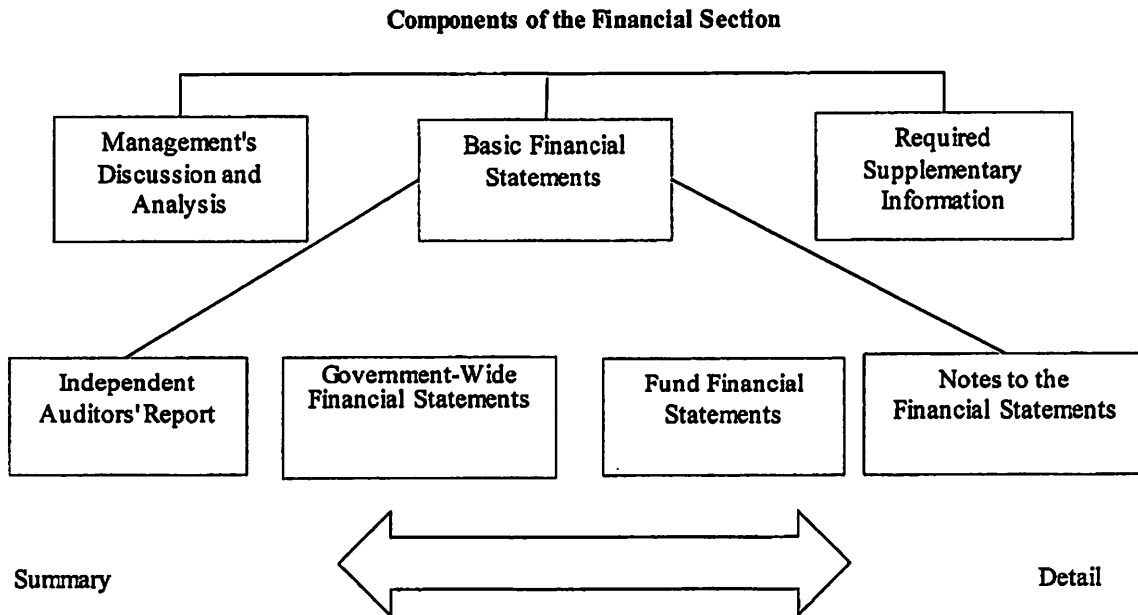 Components of the Financial Section
Management's
Discussion and
Analysis
Basic Financial
Statements
Required
Supplementary
Information
Independent
Auditors' Report
Government-Wide
Financial Statements
Fund Financial
Statements
Notes to the
Financial Statements
Summary
Detail